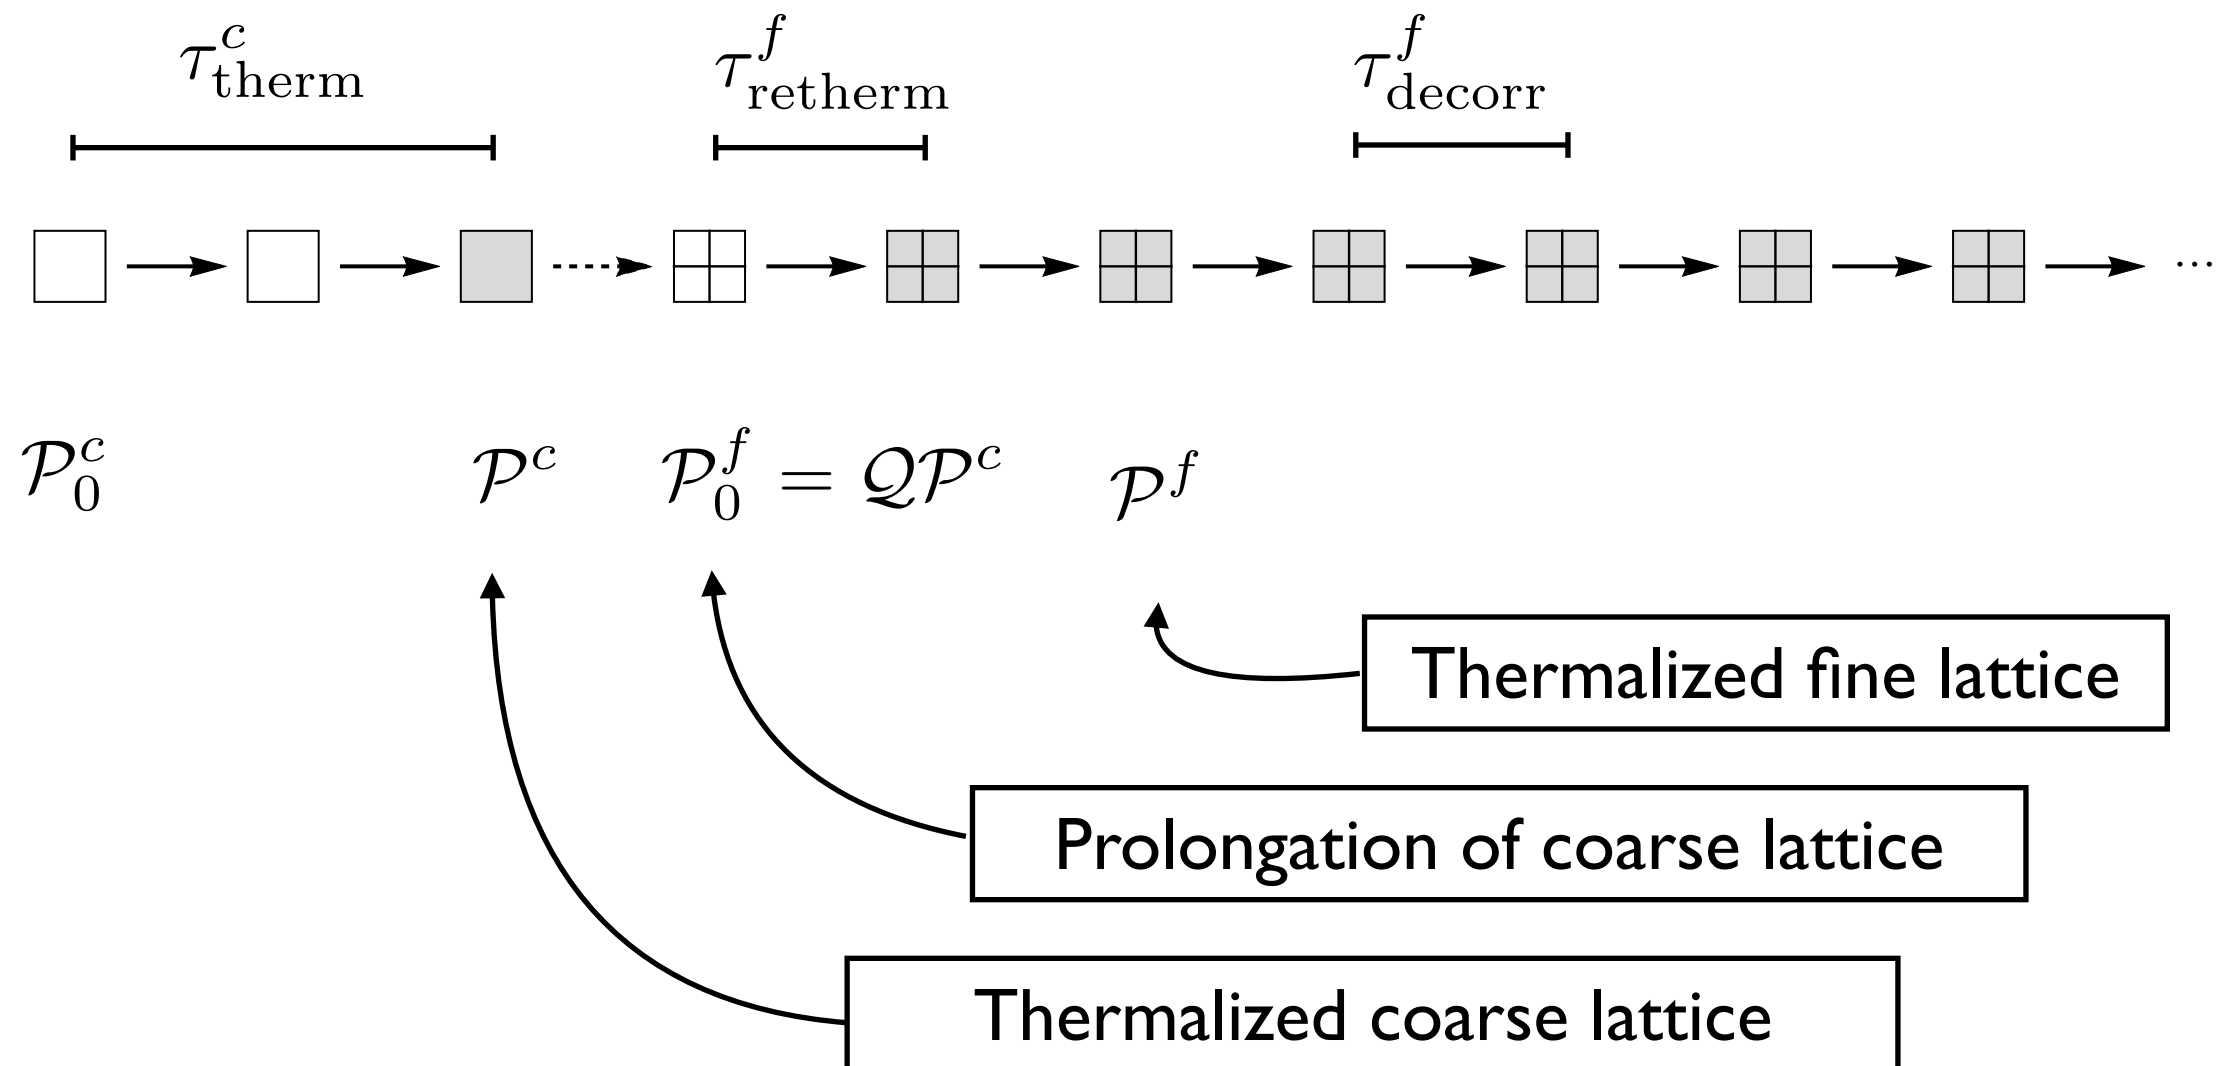 τ^c_therm τ^f_retherm τ^f_decorr
...
𝒫^c_0 𝒫^c 𝒫^f_0 = 𝒬𝒫^c 𝒫^f
Thermalized fine lattice
Prolongation of coarse lattice
Thermalized coarse lattice